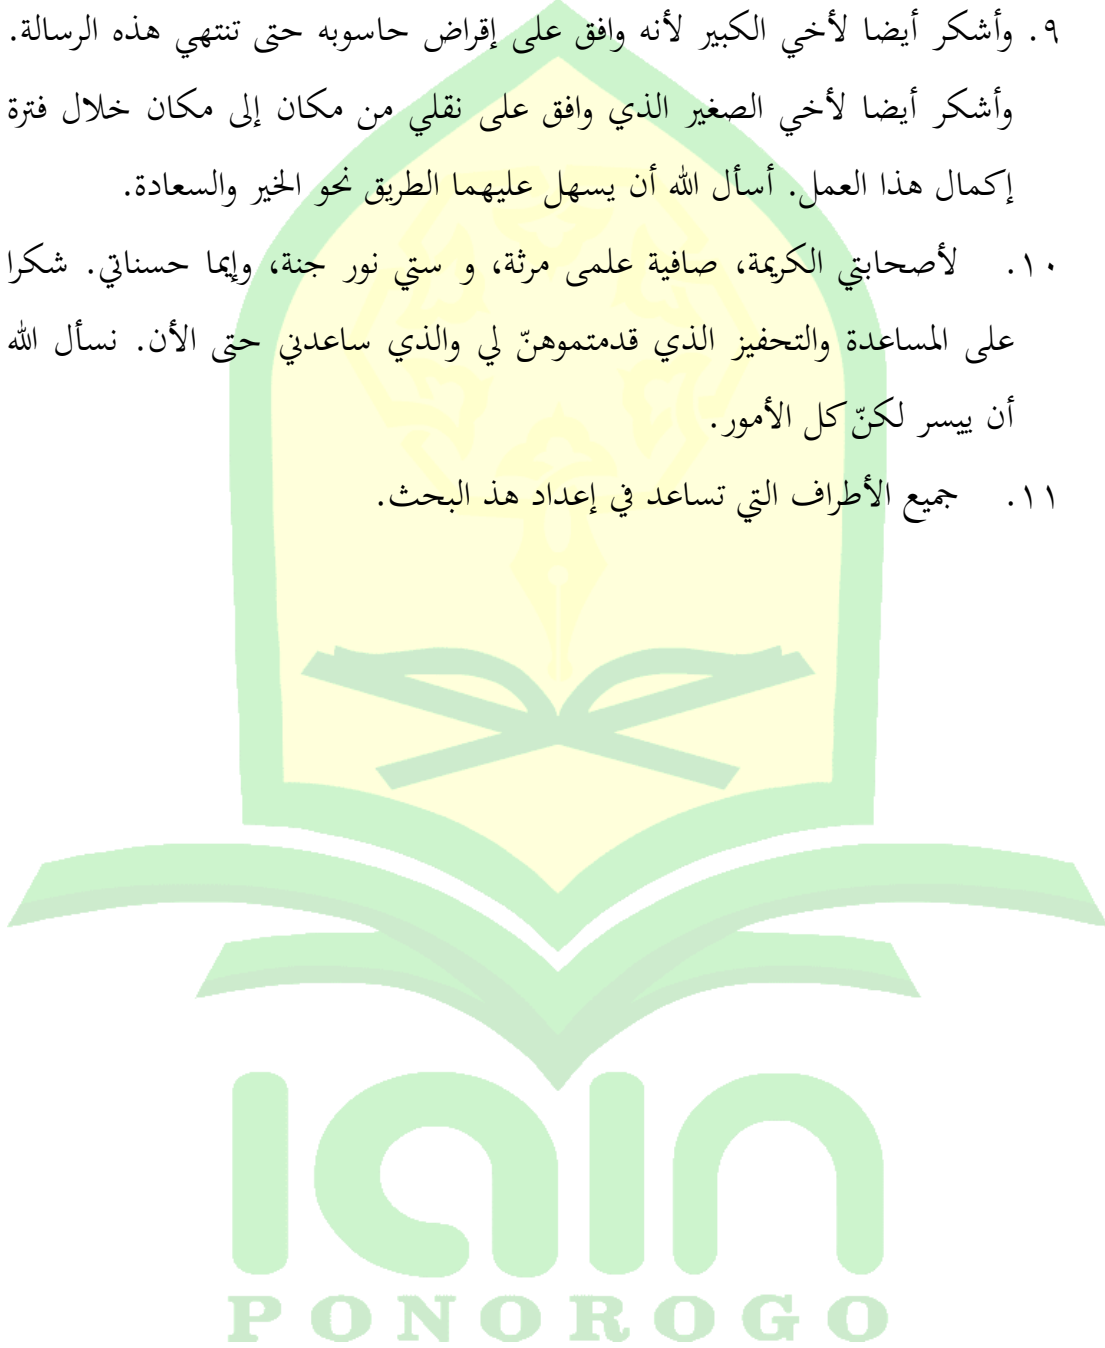 ٩. وأشكر أيضا لأخي الكبير لأنه وافق على إقراض حاسوبه حتى تنتهي هذه الرسالة.
وأشكر أيضا لأخي الصغير الذي وافق على نقلي من مكان إلى مكان خلال فترة
إكمال هذا العمل. أسأل الله أن يسهل عليهما الطريق نحو الخير والسعادة.
١٠. لأصحابتي الكريمة، صافية علمى مرثة، و ستي نور جنة، وإيما حسناتي. شكرا
على المساعدة والتحفيز الذي قدمتموهنّ لي والذي ساعدني حتى الأن. نسأل الله
أن ييسر لكنّ كل الأمور.
١١. جميع الأطراف التي تساعد في إعداد هذ البحث.
iain
PONOROGO